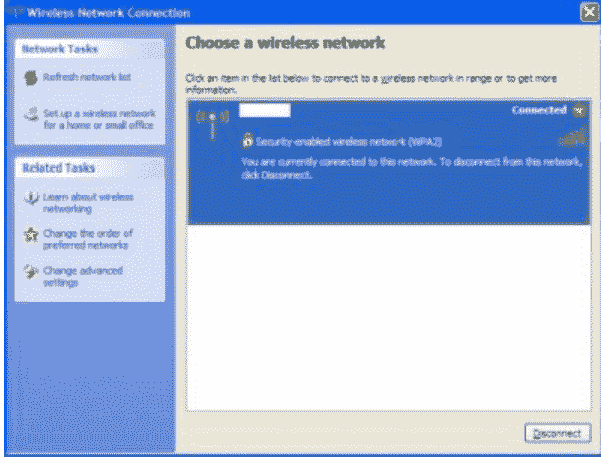 Wireless Network Connection
Network Tasks
Refresh network list
Set up a wireless network
for a home or small office
Related Tasks
Learn about wireless
networking
Change the order of
preferred networks
Change advanced
settings
Choose a wireless network
Click an item in the list below to connect to a wireless network in range or to get more
information.
Connected
Security-enabled wireless network (WPA2)
You are currently connected to this network. To disconnect from this network,
click Disconnect.
Disconnect